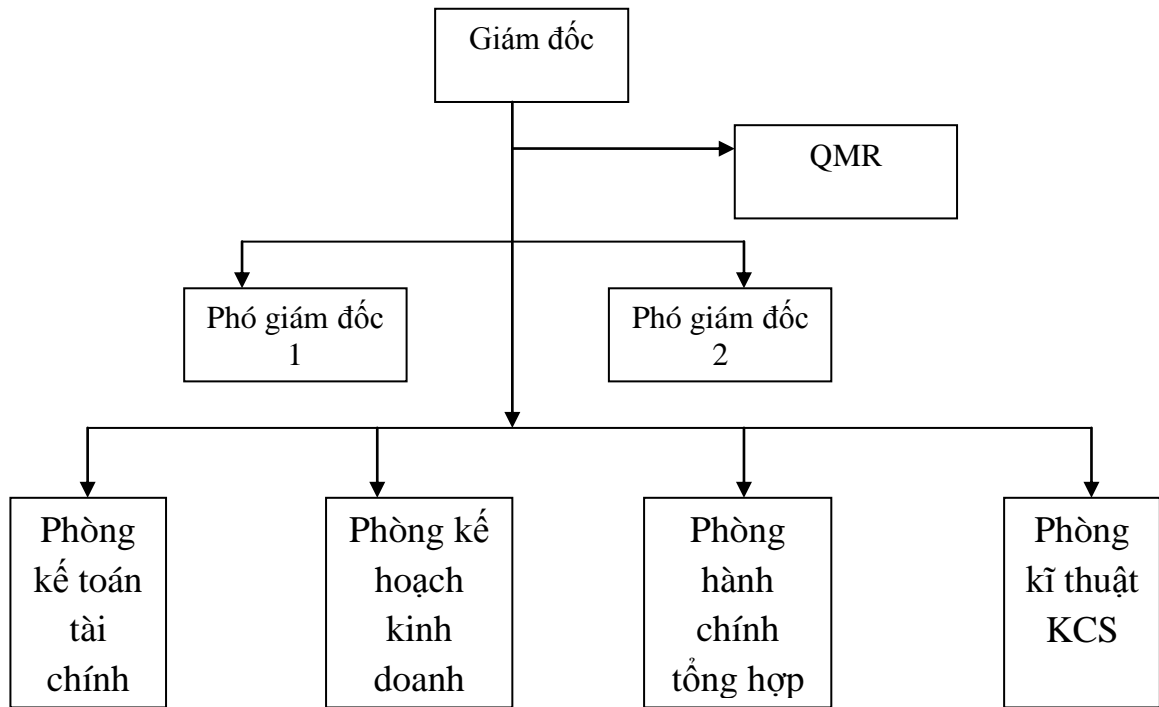 Giám đốc
QMR
Phó giám đốc
1
Phó giám đốc
2
Phòng
kế toán
tài
chính
Phòng kế
hoạch
kinh
doanh
Phòng
hành
chính
tổng hợp
Phòng
kĩ thuật
KCS